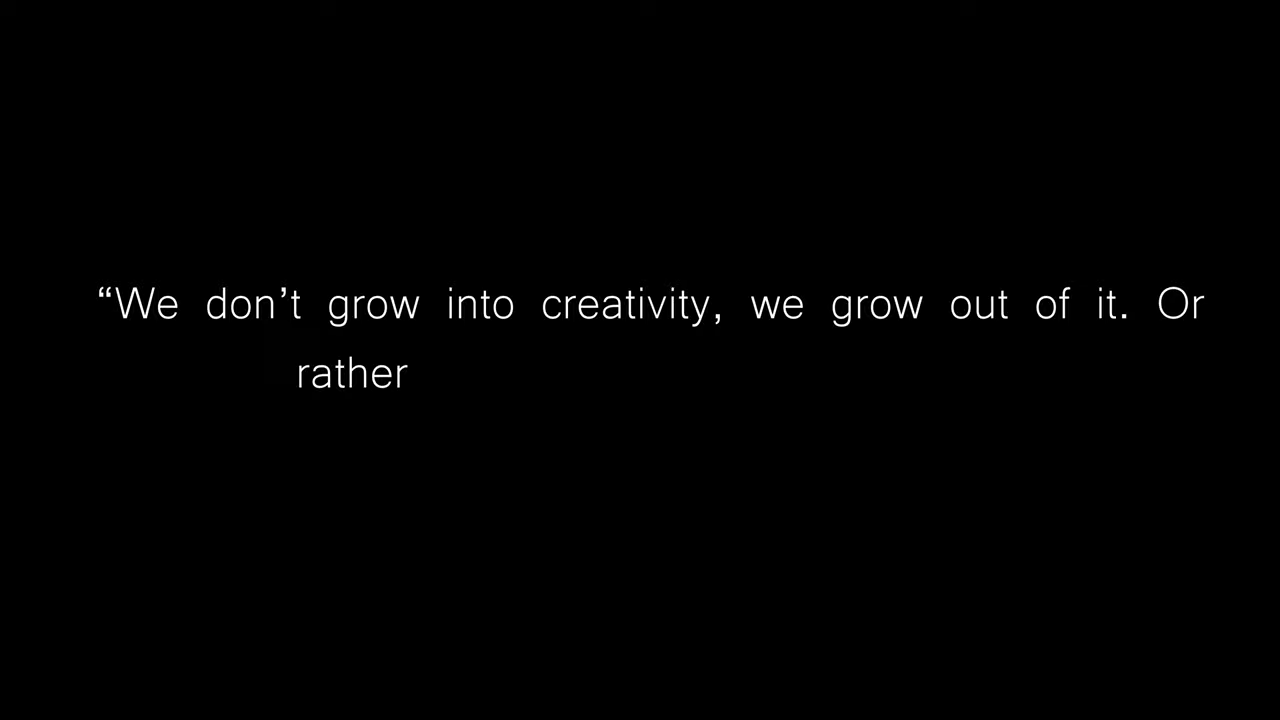 “We don’t grow into creativity, we grow out of it. Or
rather